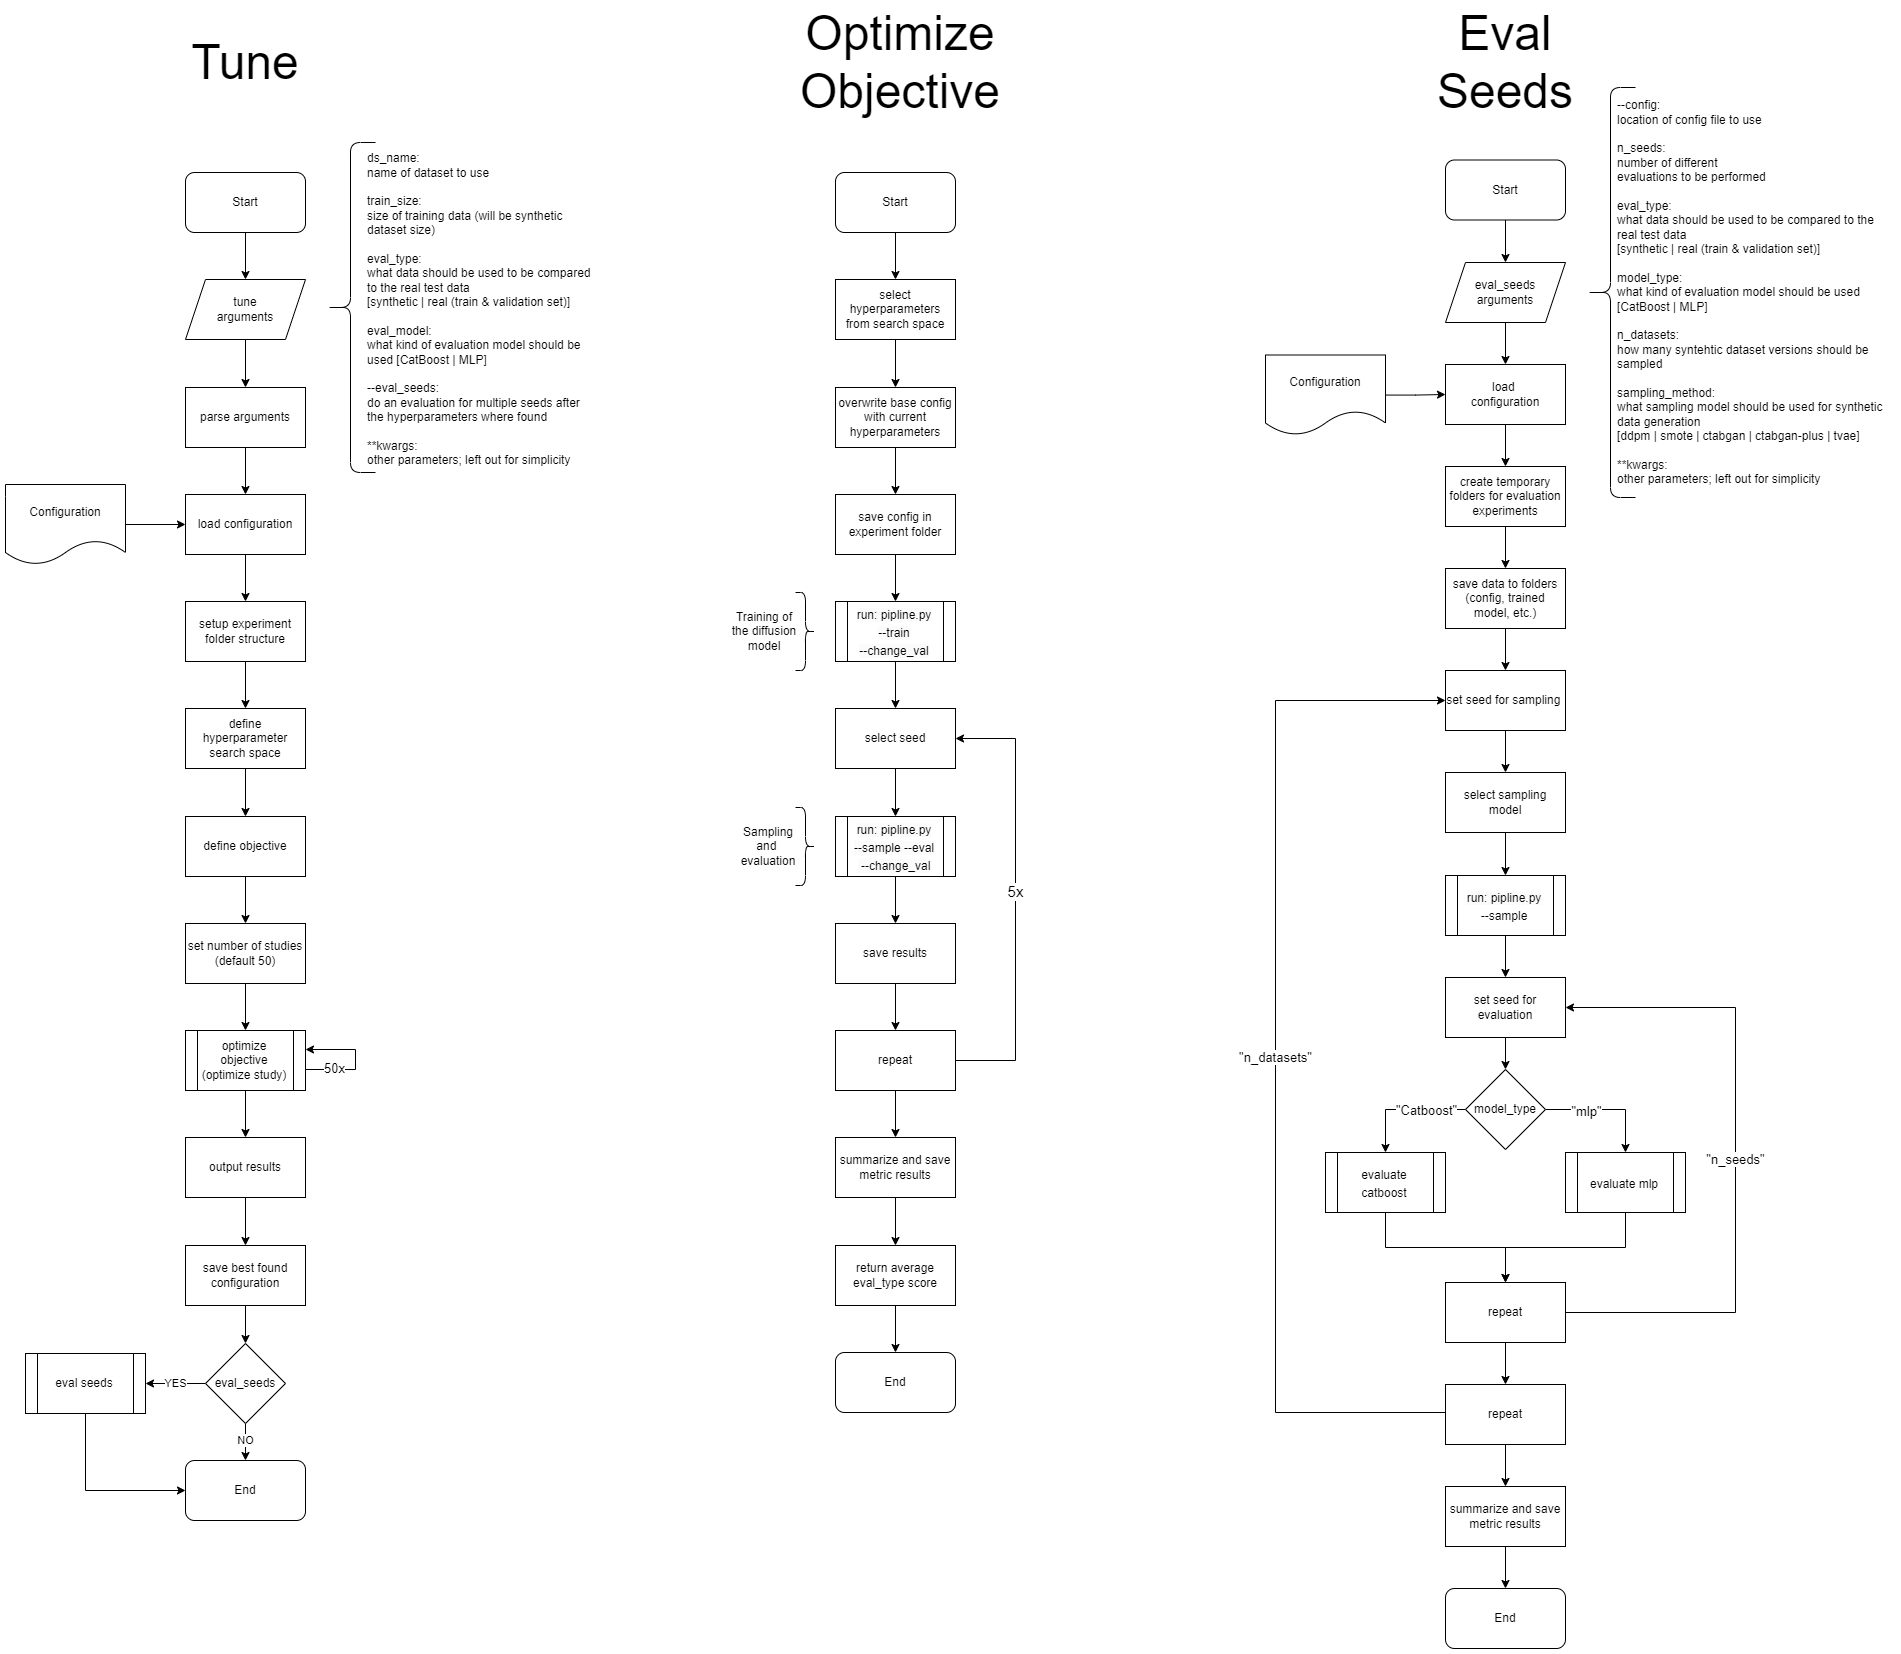 Tune
Start
tune
arguments
ds_name:
name of dataset to use
train_size:
size of training data (will be synthetic
dataset size)
eval_type:
what data should be used to be compared
to the real test data
[synthetic | real (train & validation set)]
eval_model:
what kind of evaluation model should be
used [CatBoost | MLP]
--eval_seeds:
do an evaluation for multiple seeds after
the hyperparameters where found
**kwargs:
other parameters; left out for simplicity
parse arguments
Configuration
load configuration
setup experiment
folder structure
define
hyperparameter
search space
define objective
set number of studies
(default 50)
optimize
objective
(optimize study)
50x
output results
save best found
configuration
eval_seeds
YES
eval seeds
NO
End
Optimize
Objective
Start
select
hyperparameters
from search space
overwrite base config
with current
hyperparameters
save config in
experiment folder
Training of
the diffusion
model
run: pipline.py
--train
--change_val
select seed
Sampling
and
evaluation
run: pipline.py
--sample --eval
--change_val
5x
save results
repeat
summarize and save
metric results
return average
eval_type score
End
Eval
Seeds
Start
eval_seeds
arguments
--config:
location of config file to use
n_seeds:
number of different
evaluations to be performed
eval_type:
what data should be used to be compared to the
real test data
[synthetic | real (train & validation set)]
model_type:
what kind of evaluation model should be used
[CatBoost | MLP]
n_datasets:
how many syntehtic dataset versions should be
sampled
sampling_method:
what sampling model should be used for synthetic
data generation
[ddpm | smote | ctabgan | ctabgan-plus | tvae]
**kwargs:
other parameters; left out for simplicity
Configuration
load
configuration
create temporary
folders for evaluation
experiments
save data to folders
(config, trained
model, etc.)
set seed for sampling
select sampling
model
run: pipline.py
--sample
set seed for
evaluation
"n_datasets"
model_type
"Catboost"
"mlp"
evaluate
catboost
evaluate mlp
"n_seeds"
repeat
repeat
summarize and save
metric results
End